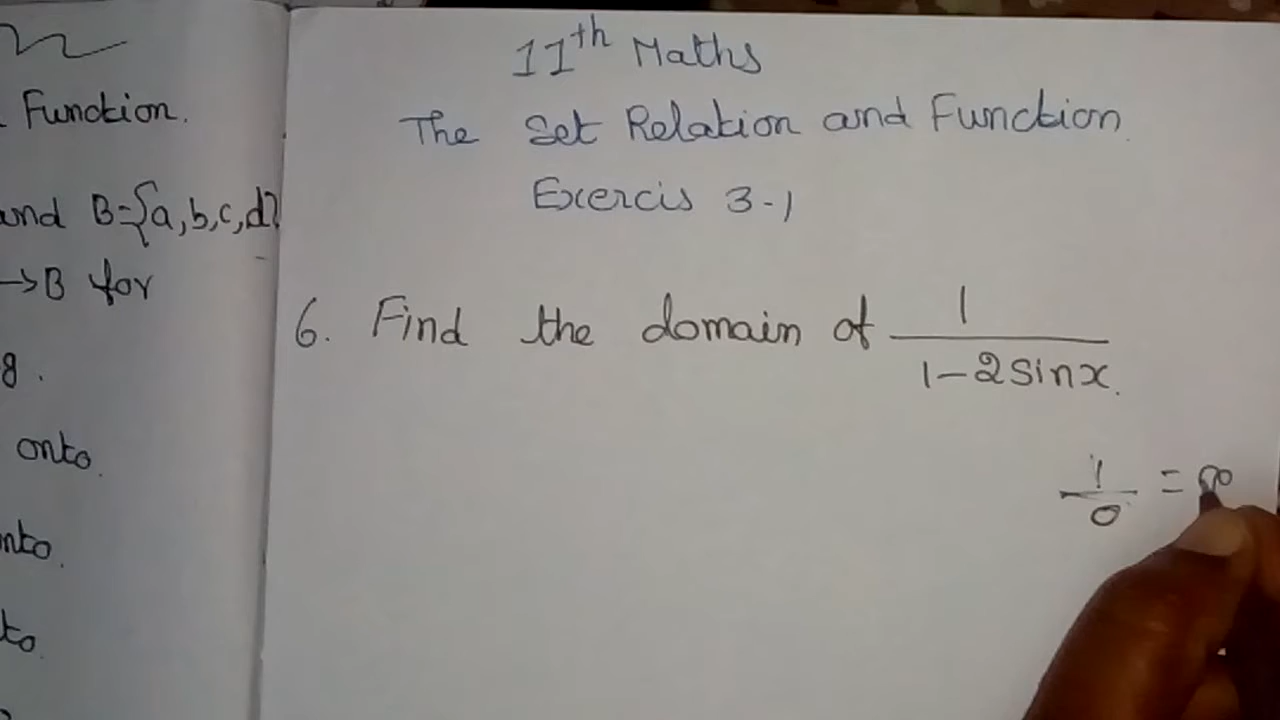 Function.
and B={a,b,c,d}
→B for
8.
onto.
nto.
to.
11th Maths
The Set Relation and Function.
Exercis 3-1
6. Find the domain of 1/(1-2sinx).
1/0 = ∞